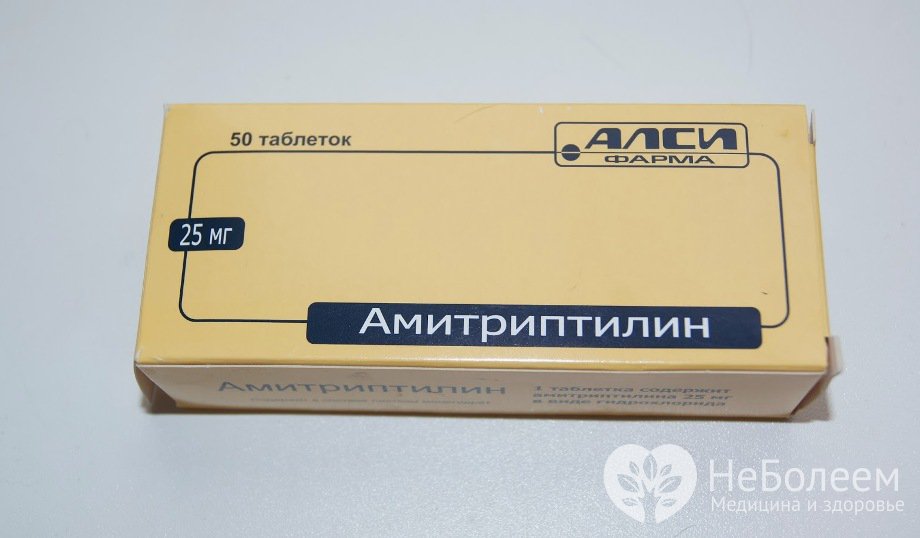 50 таблеток
АЛСИ
ФАРМА
25 мг
Амитриптилин
Амитриптилин
1 таблетка содержит
амитриптилина 25 мг
в виде гидрохлорида
НеБолеем
Медицина и здоровье